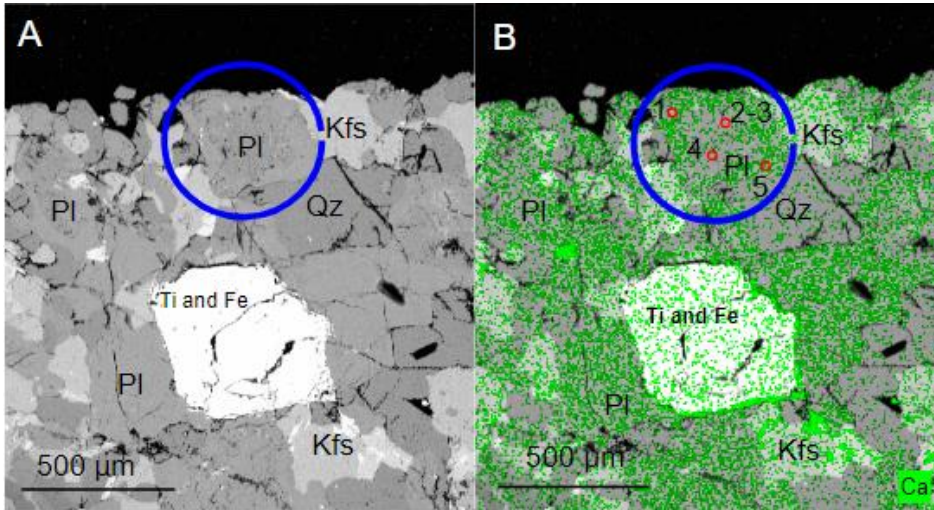 A
Kfs
Pl
Pl
Qz
Ti and Fe
Pl
Kfs
500 µm
B
1
2-3
Kfs
4
Pl
5
Pl
Qz
Ti and Fe
Pl
Kfs
500 µm
Ca